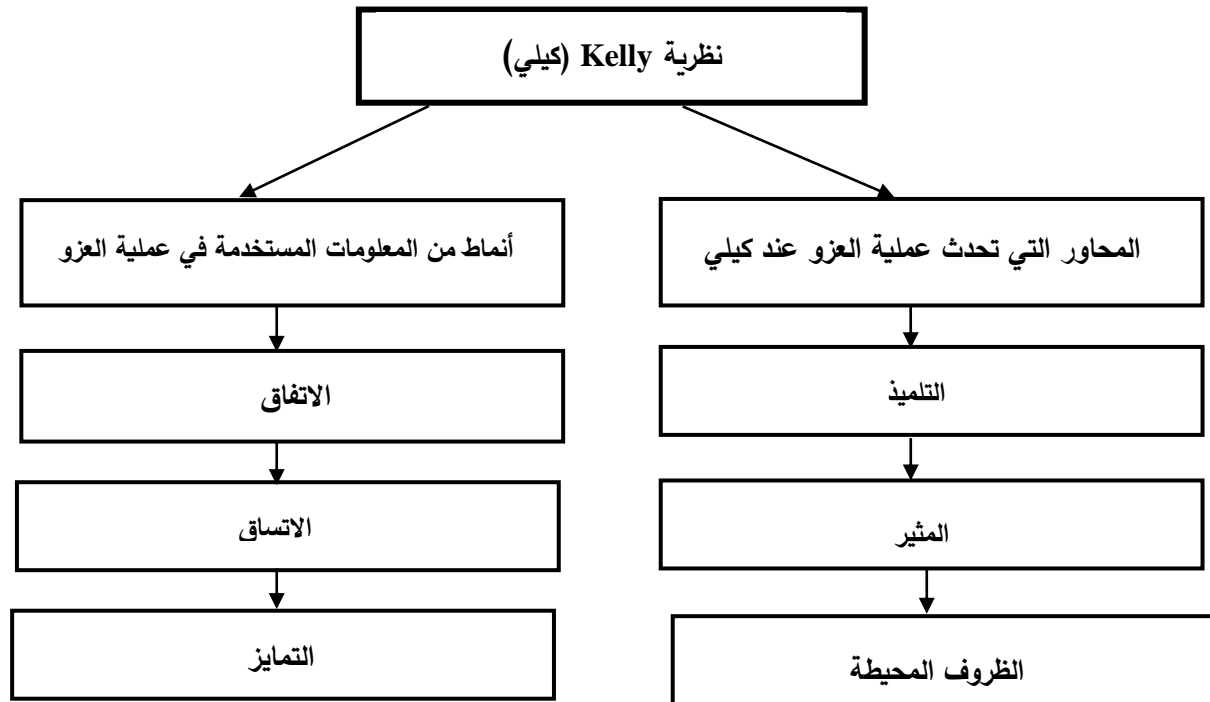 نظرية Kelly (كيلي)
المحاور التي تحدث عملية العزو عند كيلي
أنماط من المعلومات المستخدمة في عملية العزو
التلميذ
الاتفاق
المثير
الاتساق
الظروف المحيطة
التمايز